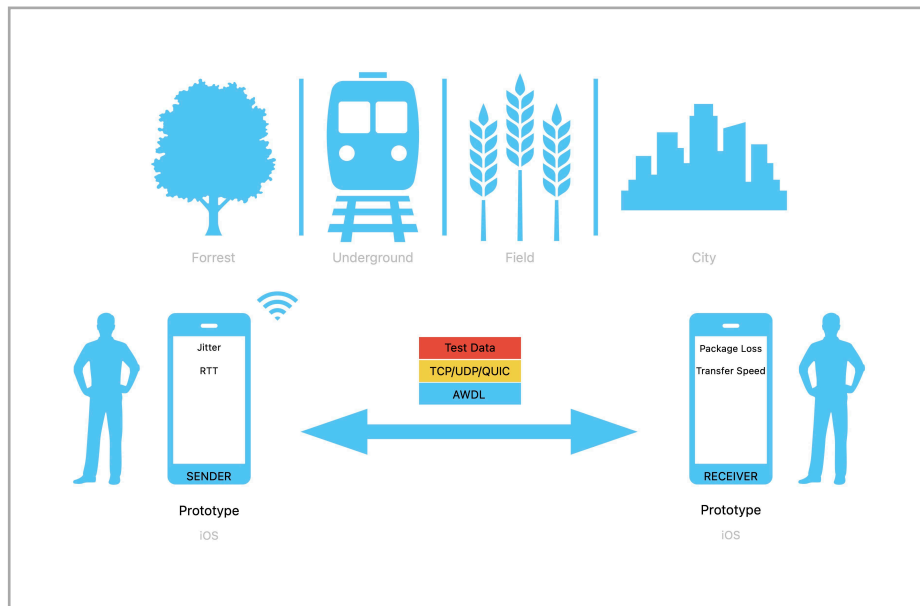 Forrest
Underground
Field
City
Jitter
RTT
SENDER
Prototype
iOS
Test Data
TCP/UDP/QUIC
AWDL
Package Loss
Transfer Speed
RECEIVER
Prototype
iOS